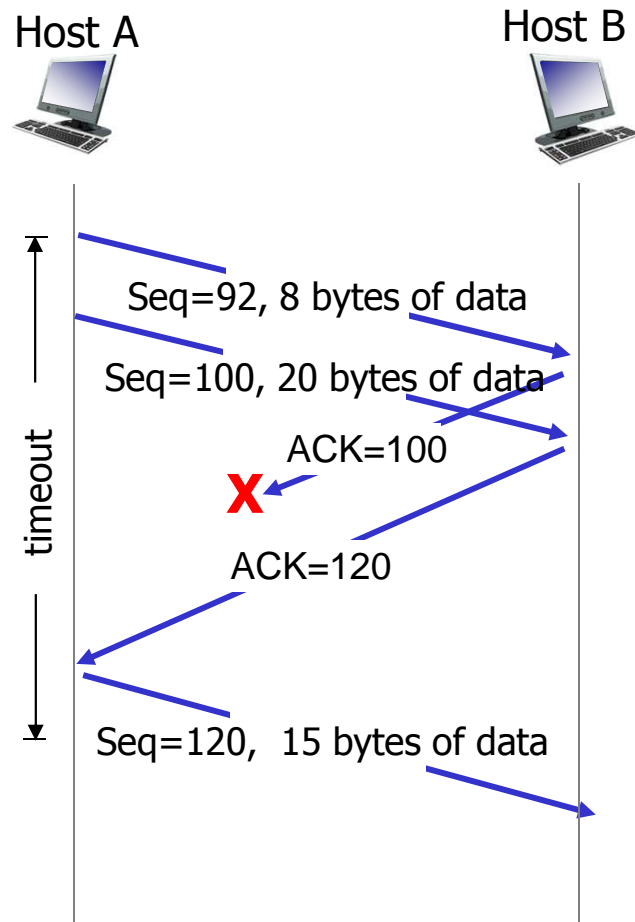 Host A
Host B
Seq=92, 8 bytes of data
Seq=100, 20 bytes of data
ACK=100
X
timeout
ACK=120
Seq=120,  15 bytes of data